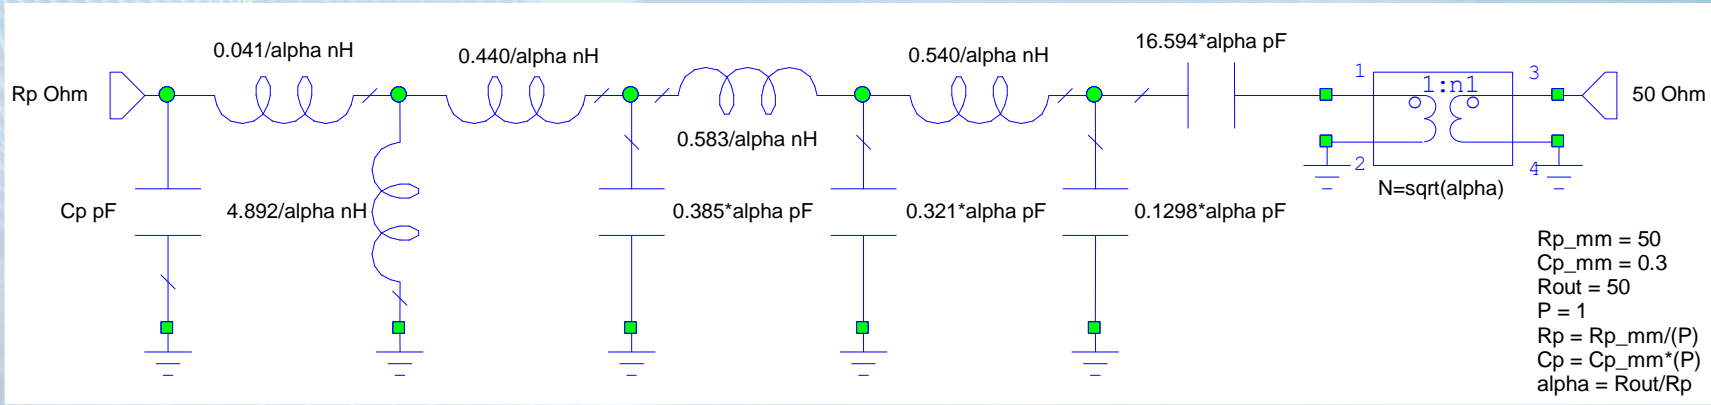 0.041/alpha nH
0.440/alpha nH
0.540/alpha nH
16.594*alpha pF
1
3
1:n1
Rp Ohm
50 Ohm
0.583/alpha nH
2
4
N=sqrt(alpha)
Cp pF
4.892/alpha nH
0.385*alpha pF
0.321*alpha pF
0.1298*alpha pF
Rp_mm = 50
Cp_mm = 0.3
Rout = 50
P = 1
Rp = Rp_mm/(P)
Cp = Cp_mm*(P)
alpha = Rout/Rp